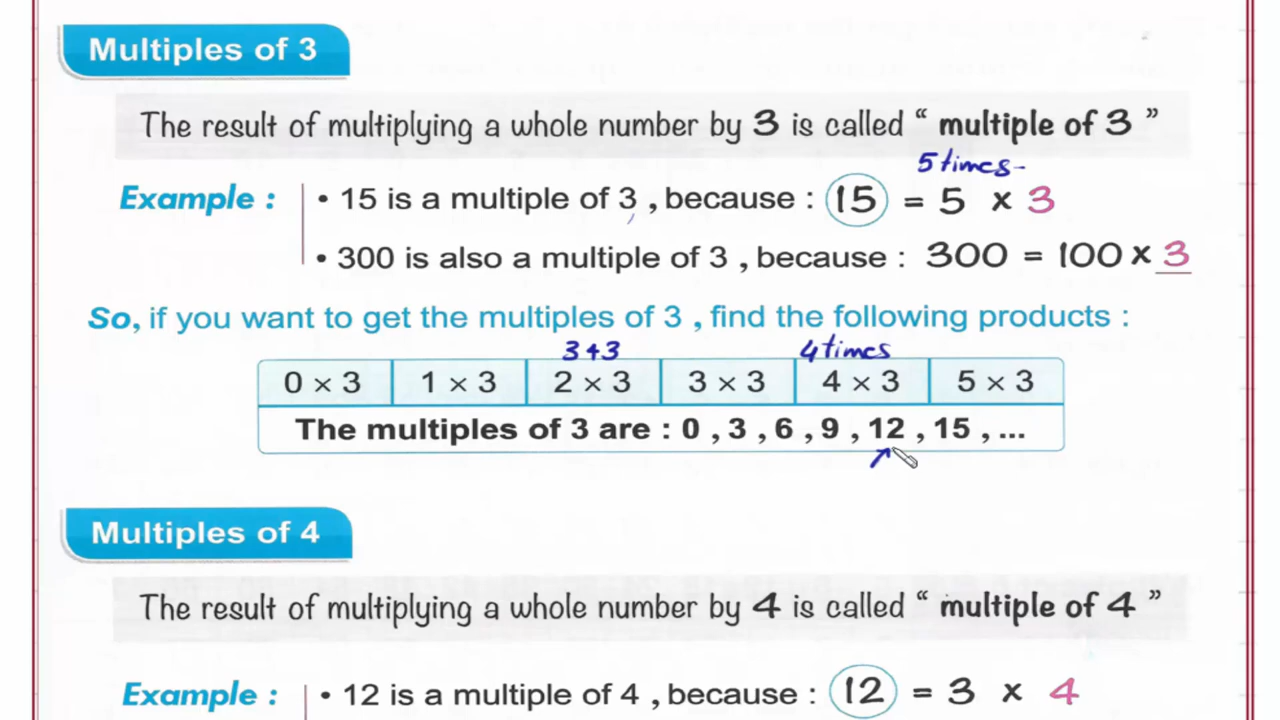 Multiples of 3
The result of multiplying a whole number by 3 is called “ multiple of 3 ”
5 times-
Example : • 15 is a multiple of 3 , because : 15 = 5 × 3
• 300 is also a multiple of 3 , because : 300 = 100 × 3
So, if you want to get the multiples of 3 , find the following products :
3+3 4 times
0 × 3 1 × 3 2 × 3 3 × 3 4 × 3 5 × 3
The multiples of 3 are : 0 , 3 , 6 , 9 , 12 , 15 , ...
Multiples of 4
The result of multiplying a whole number by 4 is called “ multiple of 4 ”
Example : • 12 is a multiple of 4 , because : 12 = 3 × 4